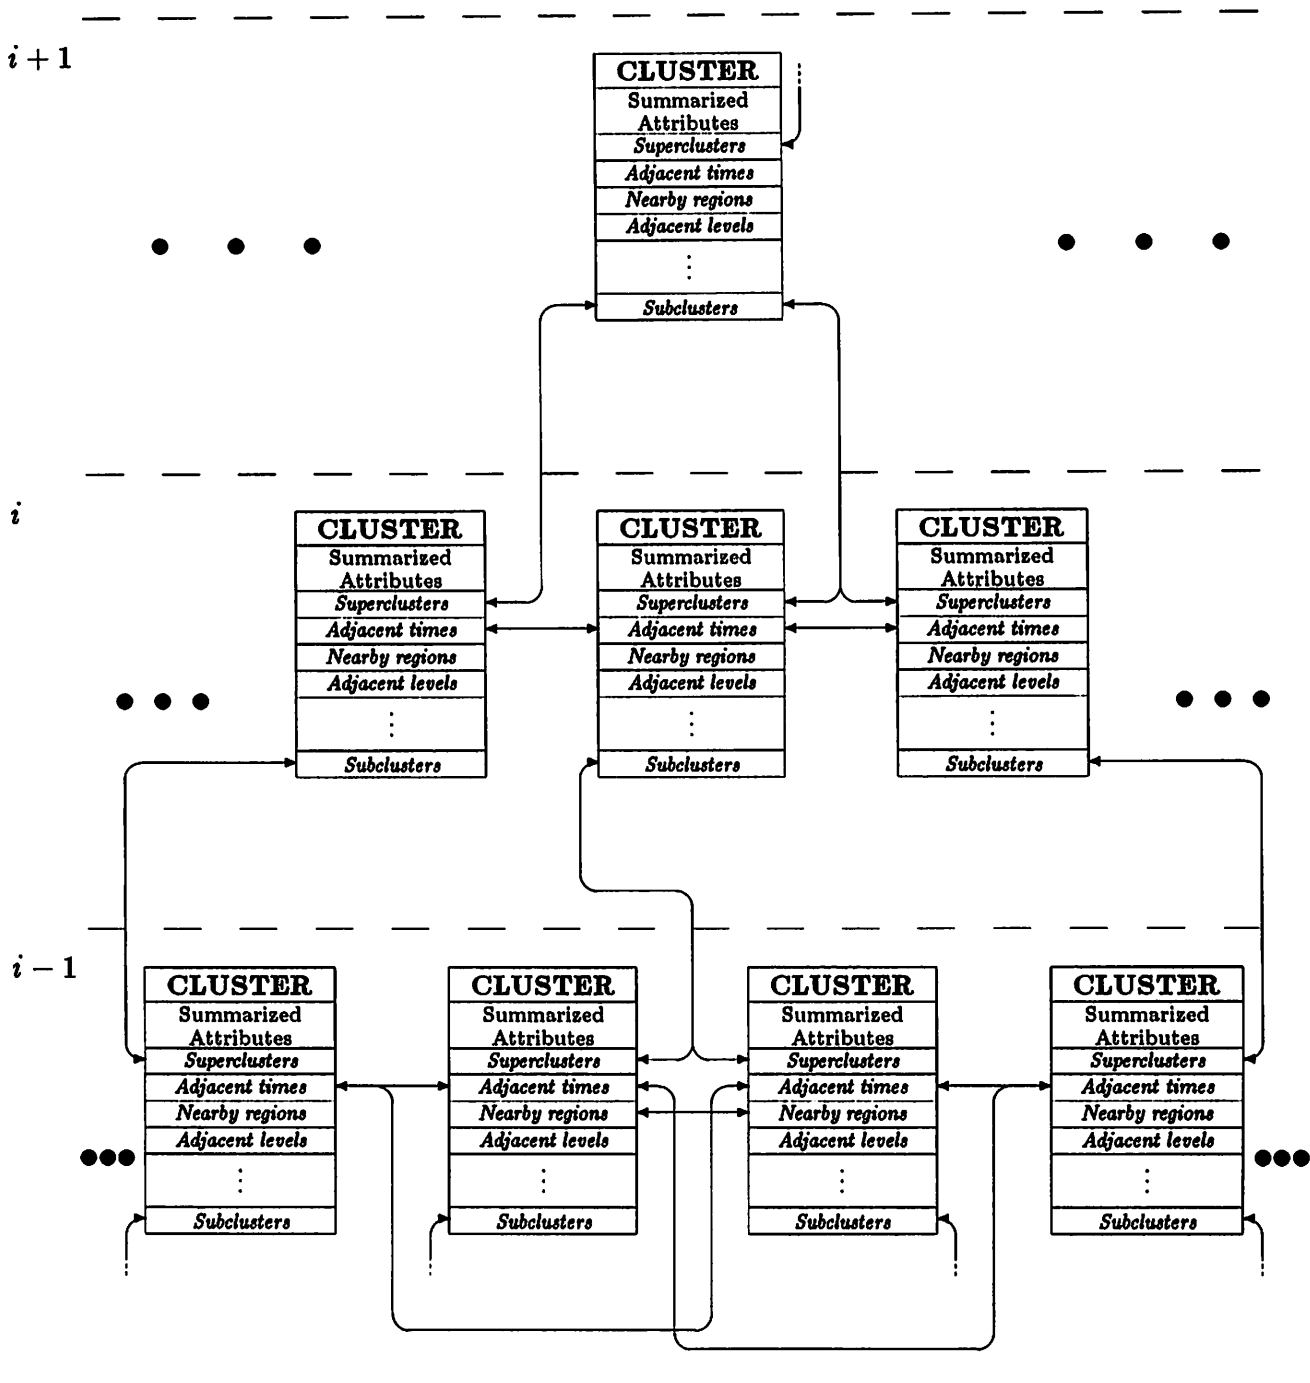 i + 1
CLUSTER
Summarized
Attributes
Superclusters
Adjacent times
Nearby regions
Adjacent levels
⋮
Subclusters
i
CLUSTER
Summarized
Attributes
Superclusters
Adjacent times
Nearby regions
Adjacent levels
⋮
Subclusters
CLUSTER
Summarized
Attributes
Superclusters
Adjacent times
Nearby regions
Adjacent levels
⋮
Subclusters
CLUSTER
Summarized
Attributes
Superclusters
Adjacent times
Nearby regions
Adjacent levels
⋮
Subclusters
i − 1
CLUSTER
Summarized
Attributes
Superclusters
Adjacent times
Nearby regions
Adjacent levels
⋮
Subclusters
CLUSTER
Summarized
Attributes
Superclusters
Adjacent times
Nearby regions
Adjacent levels
⋮
Subclusters
CLUSTER
Summarized
Attributes
Superclusters
Adjacent times
Nearby regions
Adjacent levels
⋮
Subclusters
CLUSTER
Summarized
Attributes
Superclusters
Adjacent times
Nearby regions
Adjacent levels
⋮
Subclusters